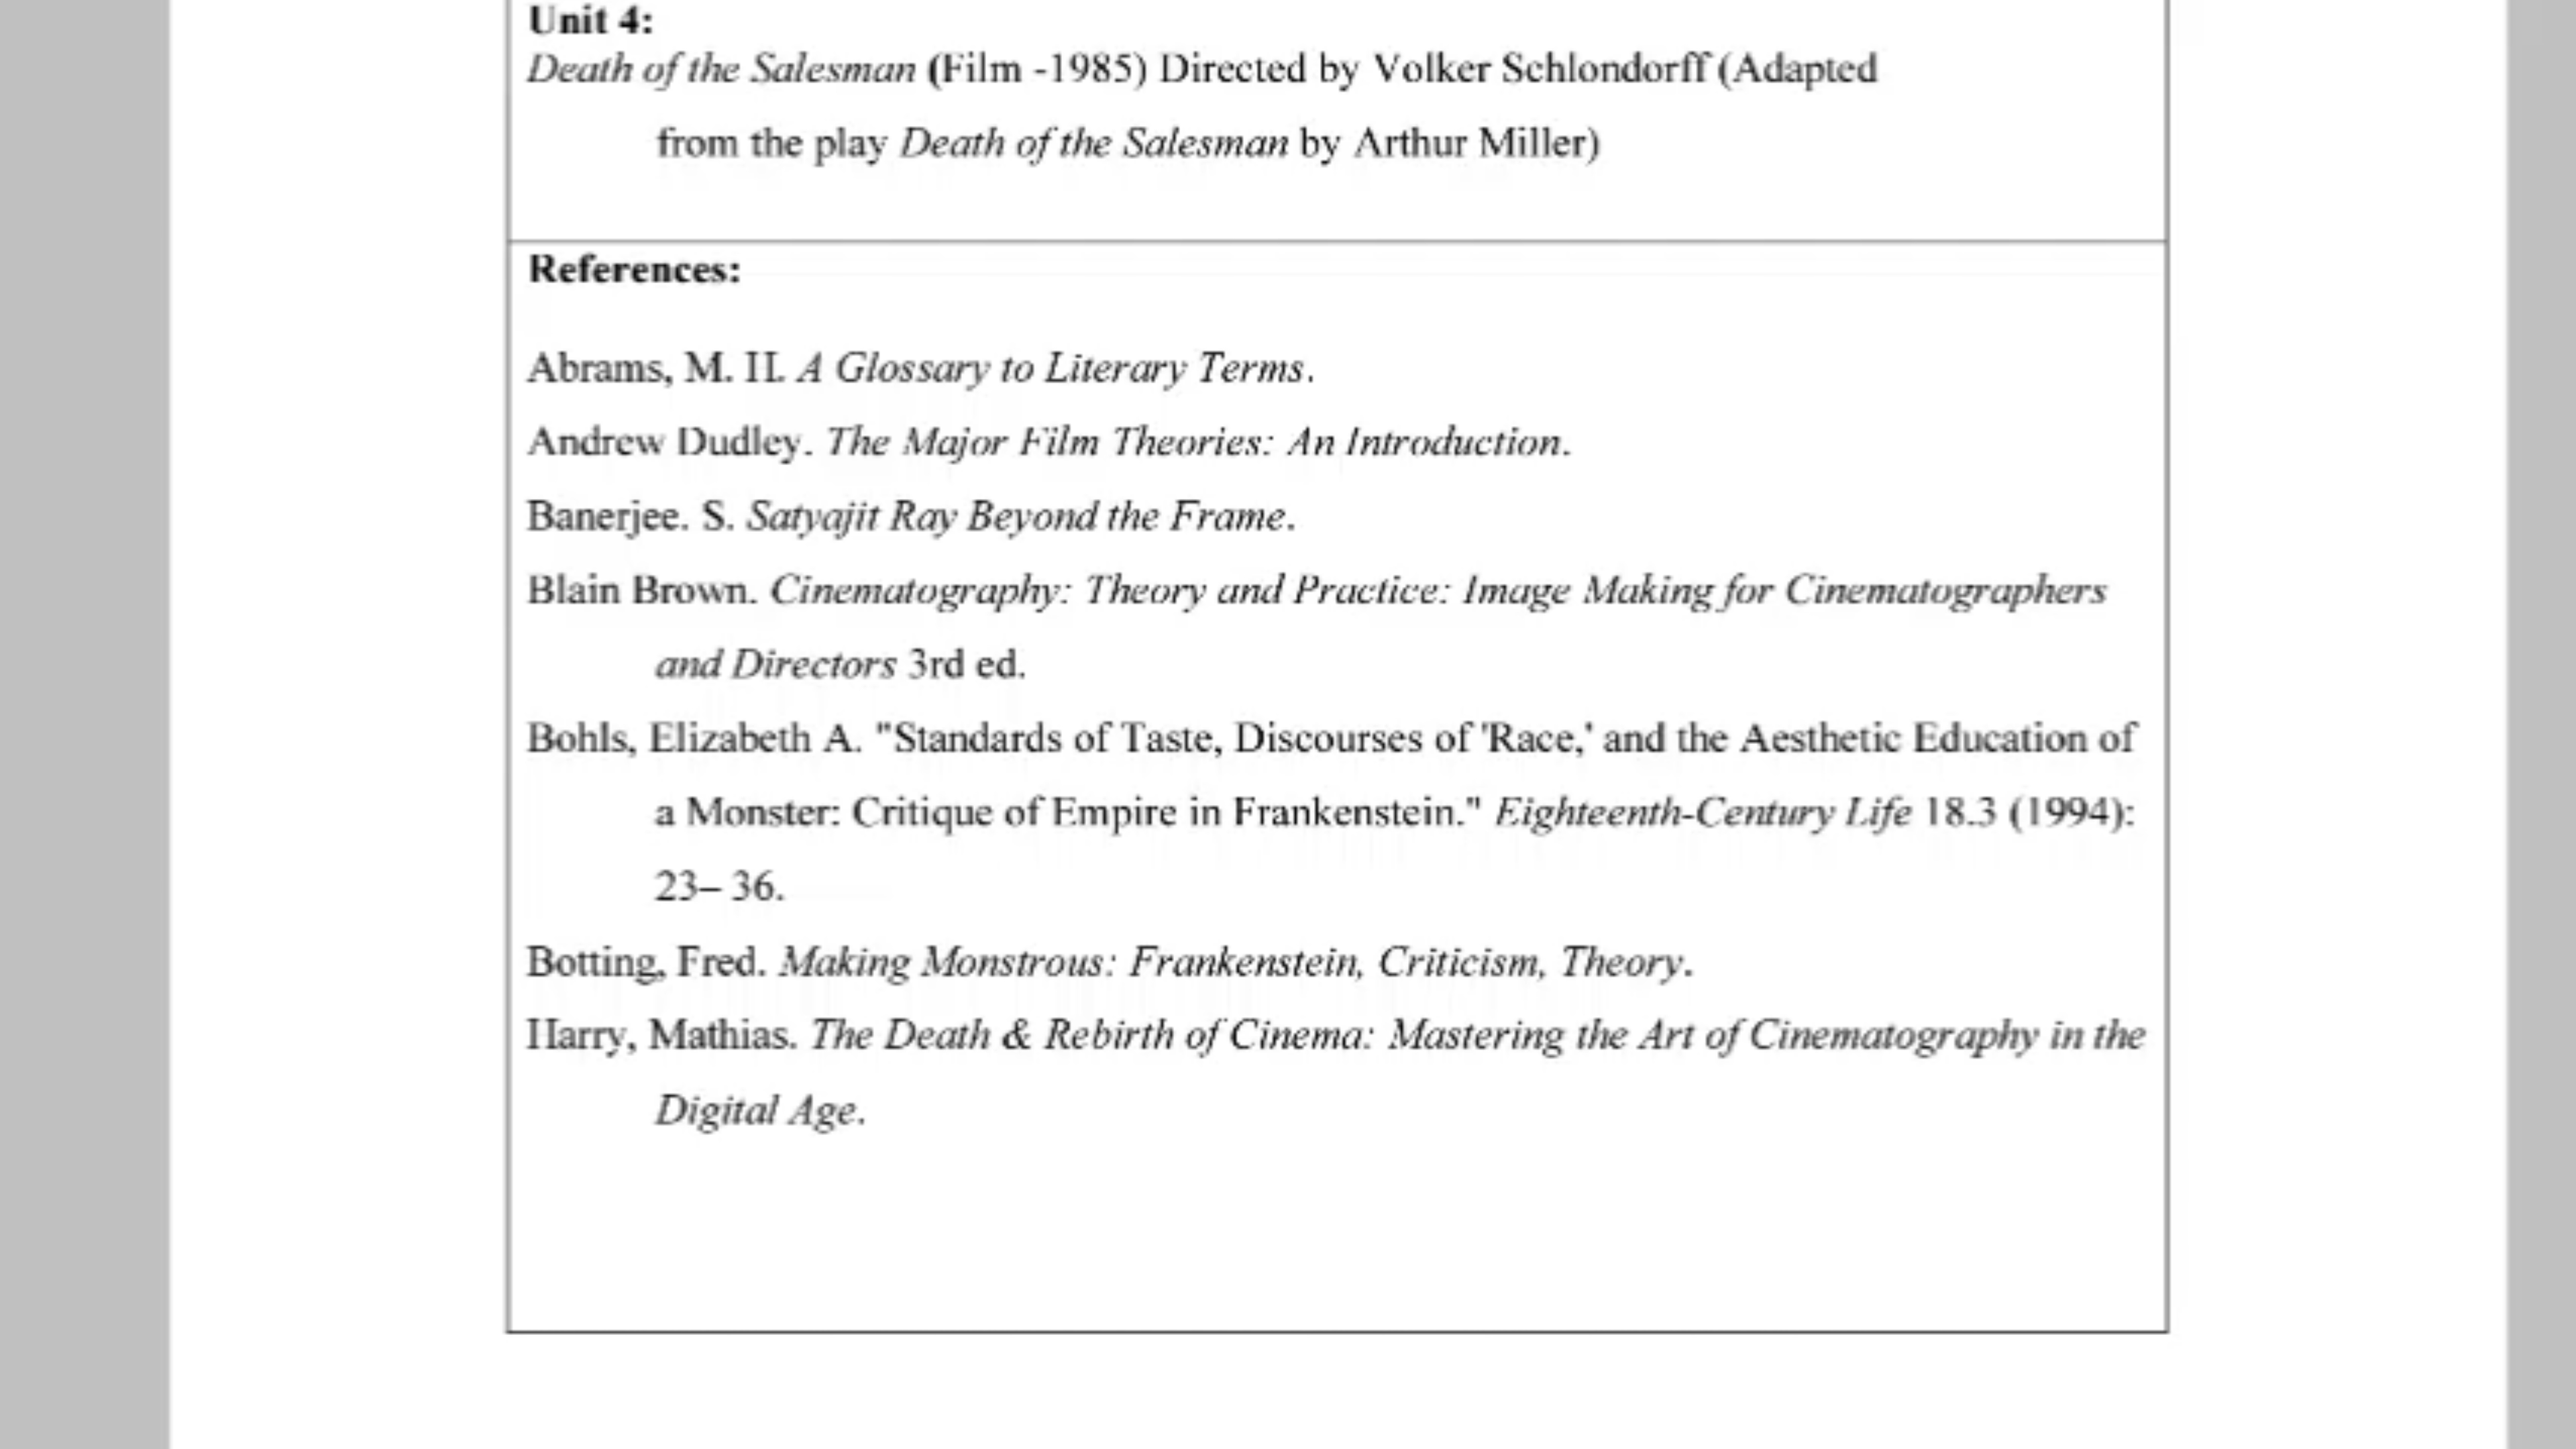 Unit 4:
Death of the Salesman (Film -1985) Directed by Volker Schlondorff (Adapted
from the play Death of the Salesman by Arthur Miller)
References:
Abrams, M. H. A Glossary to Literary Terms.
Andrew Dudley. The Major Film Theories: An Introduction.
Banerjee. S. Satyajit Ray Beyond the Frame.
Blain Brown. Cinematography: Theory and Practice: Image Making for Cinematographers
and Directors 3rd ed.
Bohls, Elizabeth A. "Standards of Taste, Discourses of 'Race,' and the Aesthetic Education of
a Monster: Critique of Empire in Frankenstein." Eighteenth-Century Life 18.3 (1994):
23– 36.
Botting, Fred. Making Monstrous: Frankenstein, Criticism, Theory.
Harry, Mathias. The Death & Rebirth of Cinema: Mastering the Art of Cinematography in the
Digital Age.